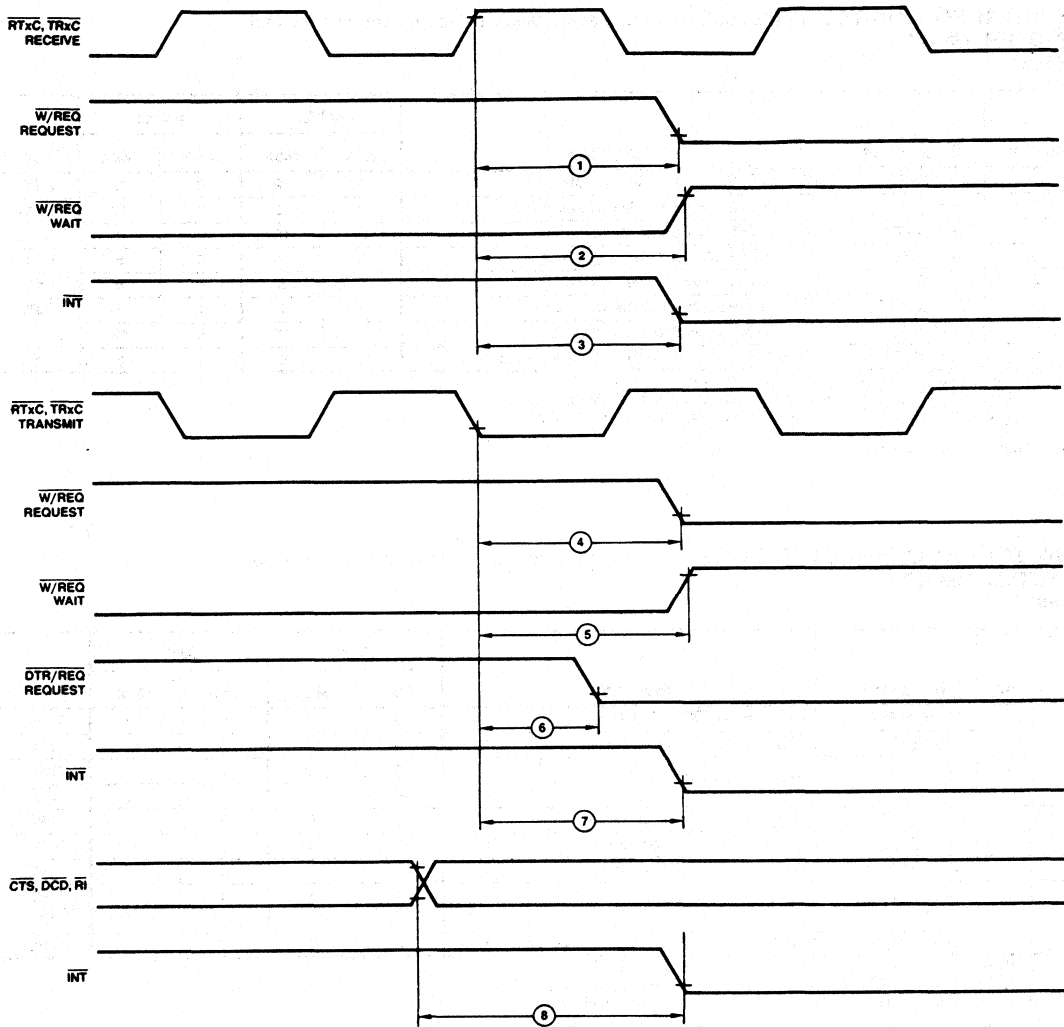 RTxC, TRxC
RECEIVE
W/REQ
REQUEST
1
W/REQ
WAIT
2
INT
3
RTxC, TRxC
TRANSMIT
W/REQ
REQUEST
4
W/REQ
WAIT
5
DTR/REQ
REQUEST
6
INT
7
CTS, DCD, RI
INT
8